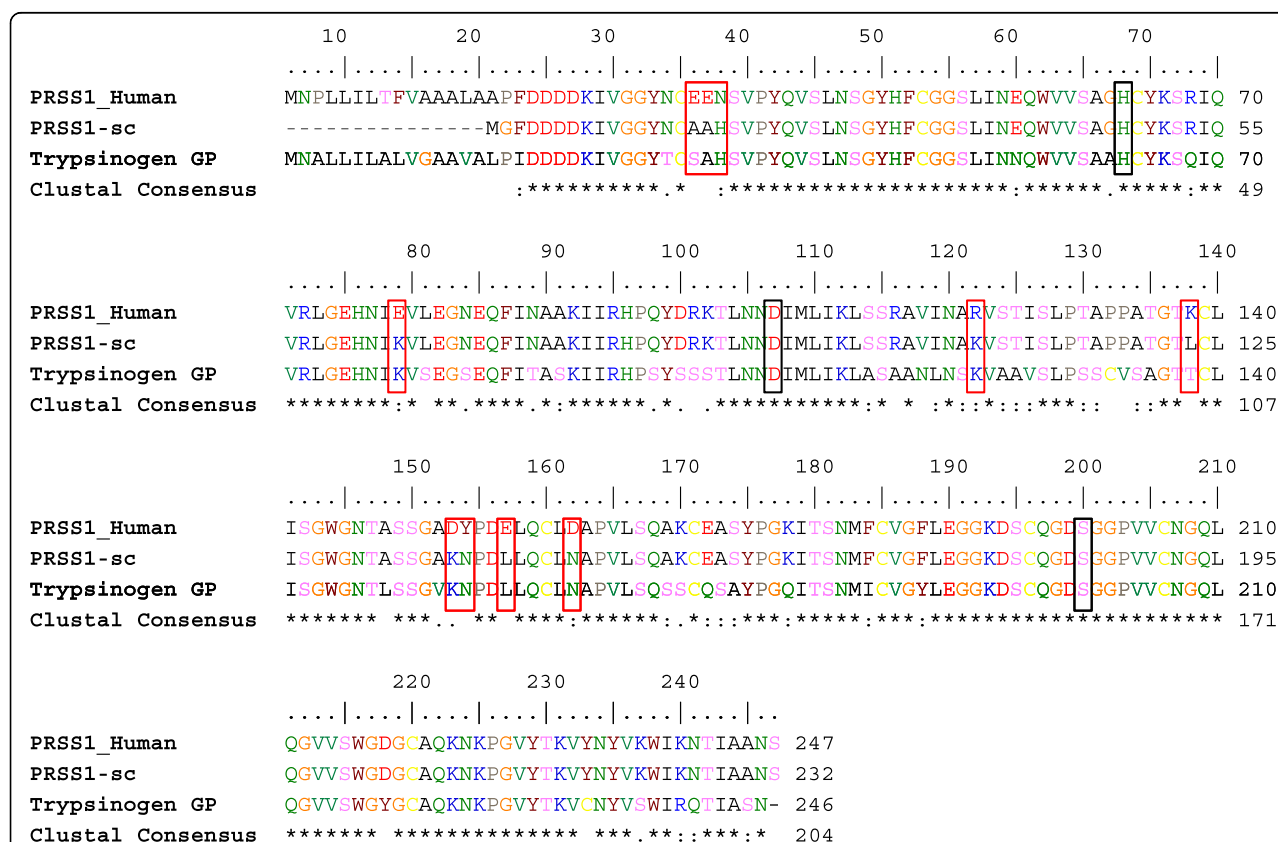 10 20 30 40 50 60 70
....|....|....|....|....|....|....|....|....|....|....|....|....|....|
PRSS1_Human MNPLLILTFVAAALAAPFDDDDKIVGGYNCEENSVPYQVSLNSGYHFCGGSLINEQWVVSAGHCYKSRIQ 70
PRSS1-sc ---------------MGFDDDDKIVGGYNCAAHSVPYQVSLNSGYHFCGGSLINEQWVVSAGHCYKSRIQ 55
Trypsinogen GP MNALLILALVGAAVALPIDDDDKIVGGYTCSAHSVPYQVSLNSGYHFCGGSLINNQWVVSAAHCYKSQIQ 70
Clustal Consensus :**********.*  :*********************:******.*****:** 49
80 90 100 110 120 130 140
....|....|....|....|....|....|....|....|....|....|....|....|....|....|
PRSS1_Human VRLGEHNIEVLEGNEQFINAAKIIRHPQYDRKTLNNDIMLIKLSSRAVINARVSTISLPTAPPATGTKCL 140
PRSS1-sc VRLGEHNIKVLEGNEQFINAAKIIRHPQYDRKTLNNDIMLIKLSSRAVINAKVSTISLPTAPPATGTLCL 125
Trypsinogen GP VRLGEHNIKVSEGSEQFITASKIIRHPSYSSSTLNNDIMLIKLASAANLNSKVAAVSLPSSCVSAGTTCL 140
Clustal Consensus ********:* **.****.*:******.*. .***********:* * :*::*:::***::  ::** ** 107
150 160 170 180 190 200 210
....|....|....|....|....|....|....|....|....|....|....|....|....|....|
PRSS1_Human ISGWGNTASSGADYPDELQCLDAPVLSQAKCEASYPGKITSNMFCVGFLEGGKDSCQGDSGGPVVCNGQL 210
PRSS1-sc ISGWGNTASSGAKNPDLLQCLNAPVLSQAKCEASYPGKITSNMFCVGFLEGGKDSCQGDSGGPVVCNGQL 195
Trypsinogen GP ISGWGNTLSSGVKNPDLLQCLNAPVLSQSSCQSAYPGQITSNMICVGYLEGGKDSCQGDSGGPVVCNGQL 210
Clustal Consensus ******* ***.. ** ****:******:.*:::***:***** ***:********************** 171
220 230 240
....|....|....|....|....|....|....|..
PRSS1_Human QGVVSWGDGCAQKNKPGVYTKVYNYVKWIKNTIAANS 247
PRSS1-sc QGVVSWGDGCAQKNKPGVYTKVYNYVKWIKNTIAANS 232
Trypsinogen GP QGVVSWGYGCAQKNKPGVYTKVCNYVSWIRQTIASN- 246
Clustal Consensus ******* ************** ***.**::***:* 204